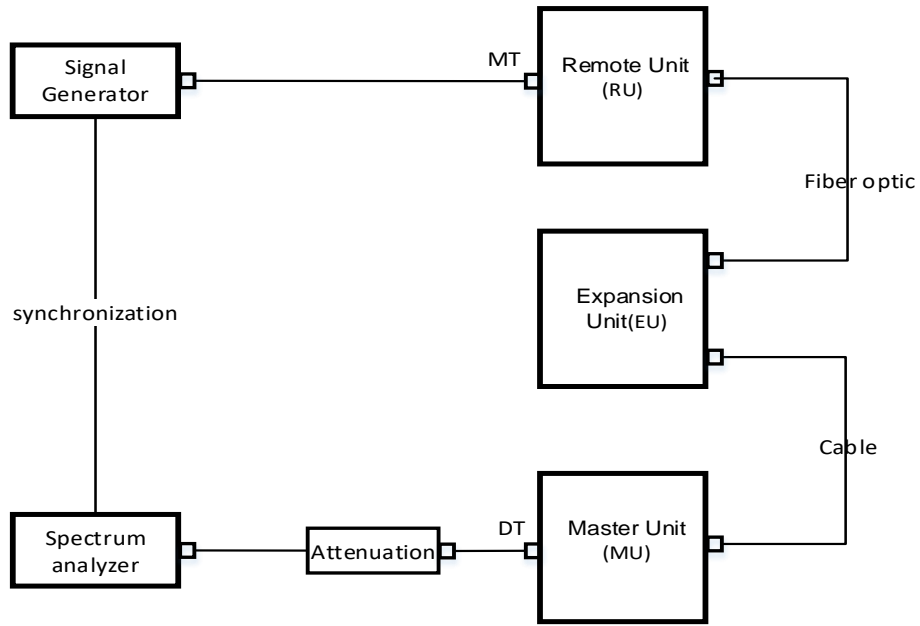 Signal
Generator
MT
Remote Unit
(RU)
Fiber optic
Expansion
Unit(EU)
synchronization
Cable
Spectrum
analyzer
Attenuation
DT
Master Unit
(MU)